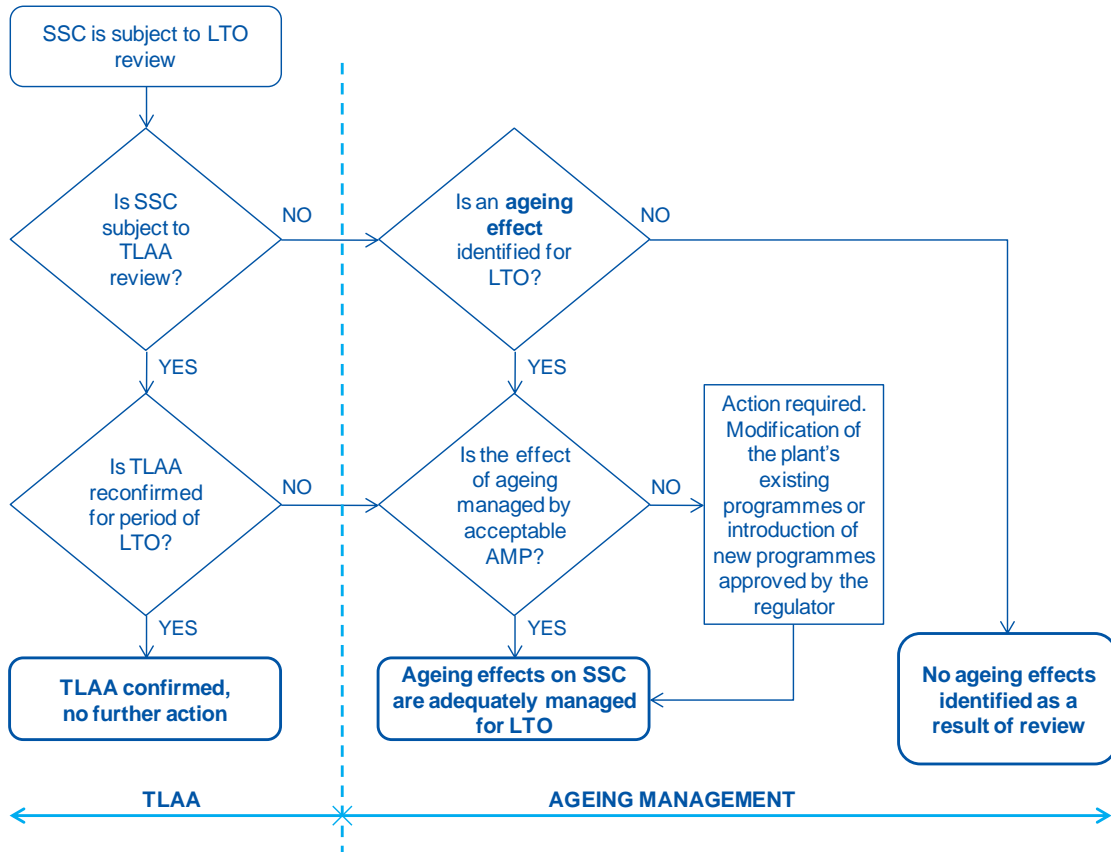 SSC is subject to LTO
review
Is SSC
subject to
TLAA
review?
NO
YES
Is an ageing
effect
identified for
LTO?
NO
YES
Is TLAA
reconfirmed
for period of
LTO?
NO
YES
Is the effect
of ageing
managed by
acceptable
AMP?
NO
YES
Action required.
Modification of
the plant's
existing
programmes or
introduction of
new programmes
approved by the
regulator
TLAA confirmed,
no further action
Ageing effects on SSC
are adequately managed
for LTO
No ageing effects
identified as a
result of review
TLAA
AGEING MANAGEMENT